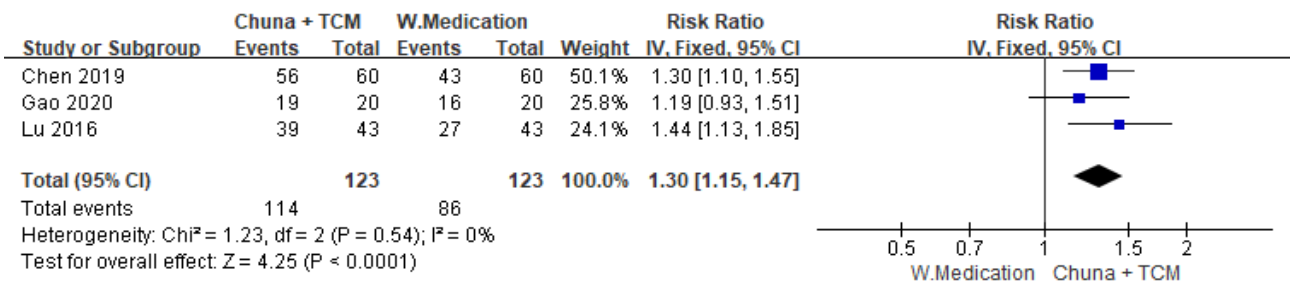 Chuna + TCM W.Medication Risk Ratio Risk Ratio
Study or Subgroup Events Total Events Total Weight IV, Fixed, 95% CI IV, Fixed, 95% CI
Chen 2019 56 60 43 60 50.1% 1.30 [1.10, 1.55]
Gao 2020 19 20 16 20 25.8% 1.19 [0.93, 1.51]
Lu 2016 39 43 27 43 24.1% 1.44 [1.13, 1.85]
Total (95% CI) 123 123 100.0% 1.30 [1.15, 1.47]
Total events 114 86
Heterogeneity: Chi² = 1.23, df = 2 (P = 0.54); I² = 0%
Test for overall effect: Z = 4.25 (P < 0.0001)
0.5 0.7 1 1.5 2
W.Medication Chuna + TCM